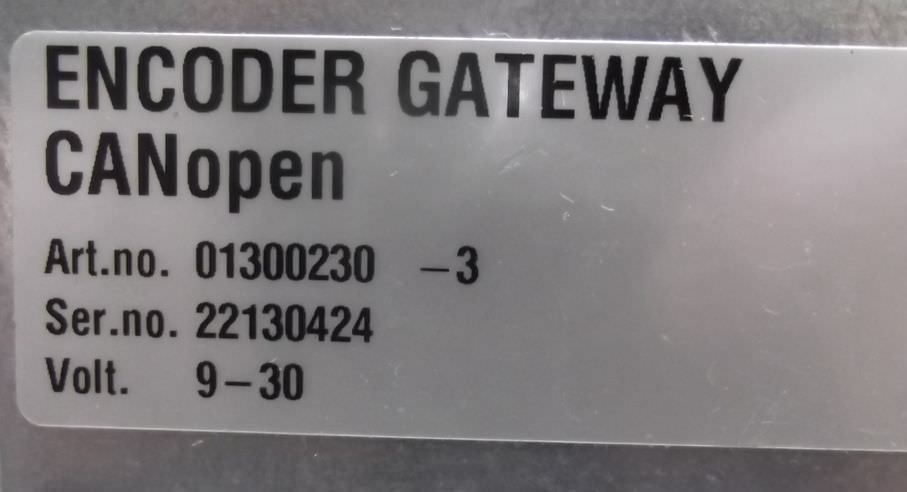 ENCODER GATEWAY
CANopen
Art.no. 01300230 –3
Ser.no. 22130424
Volt. 9–30